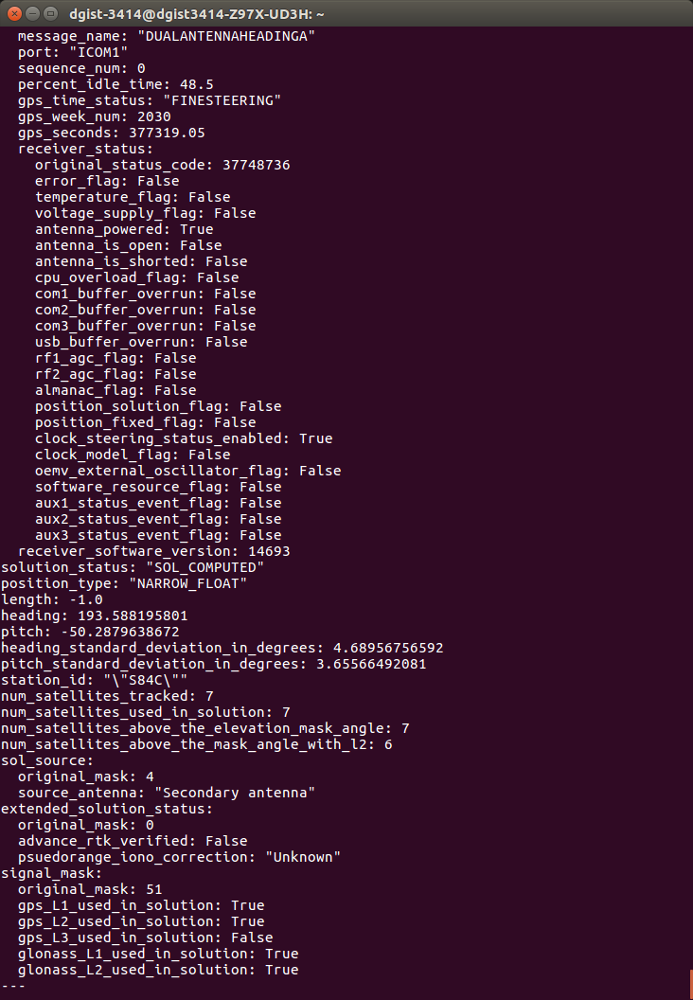 dgist-3414@dgist3414-Z97X-UD3H: ~
message_name: "DUALANTENNAHEADINGA"
port: "ICOM1"
sequence_num: 0
percent_idle_time: 48.5
gps_time_status: "FINESTEERING"
gps_week_num: 2030
gps_seconds: 377319.05
receiver_status:
original_status_code: 37748736
error_flag: False
temperature_flag: False
voltage_supply_flag: False
antenna_powered: True
antenna_is_open: False
antenna_is_shorted: False
cpu_overload_flag: False
com1_buffer_overrun: False
com2_buffer_overrun: False
com3_buffer_overrun: False
usb_buffer_overrun: False
rf1_agc_flag: False
rf2_agc_flag: False
almanac_flag: False
position_solution_flag: False
position_fixed_flag: False
clock_steering_status_enabled: True
clock_model_flag: False
oemv_external_oscillator_flag: False
software_resource_flag: False
aux1_status_event_flag: False
aux2_status_event_flag: False
aux3_status_event_flag: False
receiver_software_version: 14693
solution_status: "SOL_COMPUTED"
position_type: "NARROW_FLOAT"
length: -1.0
heading: 193.588195801
pitch: -50.2879638672
heading_standard_deviation_in_degrees: 4.68956756592
pitch_standard_deviation_in_degrees: 3.65566492081
station_id: "\"S84C\""
num_satellites_tracked: 7
num_satellites_used_in_solution: 7
num_satellites_above_the_elevation_mask_angle: 7
num_satellites_above_the_mask_angle_with_l2: 6
sol_source:
original_mask: 4
source_antenna: "Secondary antenna"
extended_solution_status:
original_mask: 0
advance_rtk_verified: False
psuedorange_iono_correction: "Unknown"
signal_mask:
original_mask: 51
gps_L1_used_in_solution: True
gps_L2_used_in_solution: True
gps_L3_used_in_solution: False
glonass_L1_used_in_solution: True
glonass_L2_used_in_solution: True
---